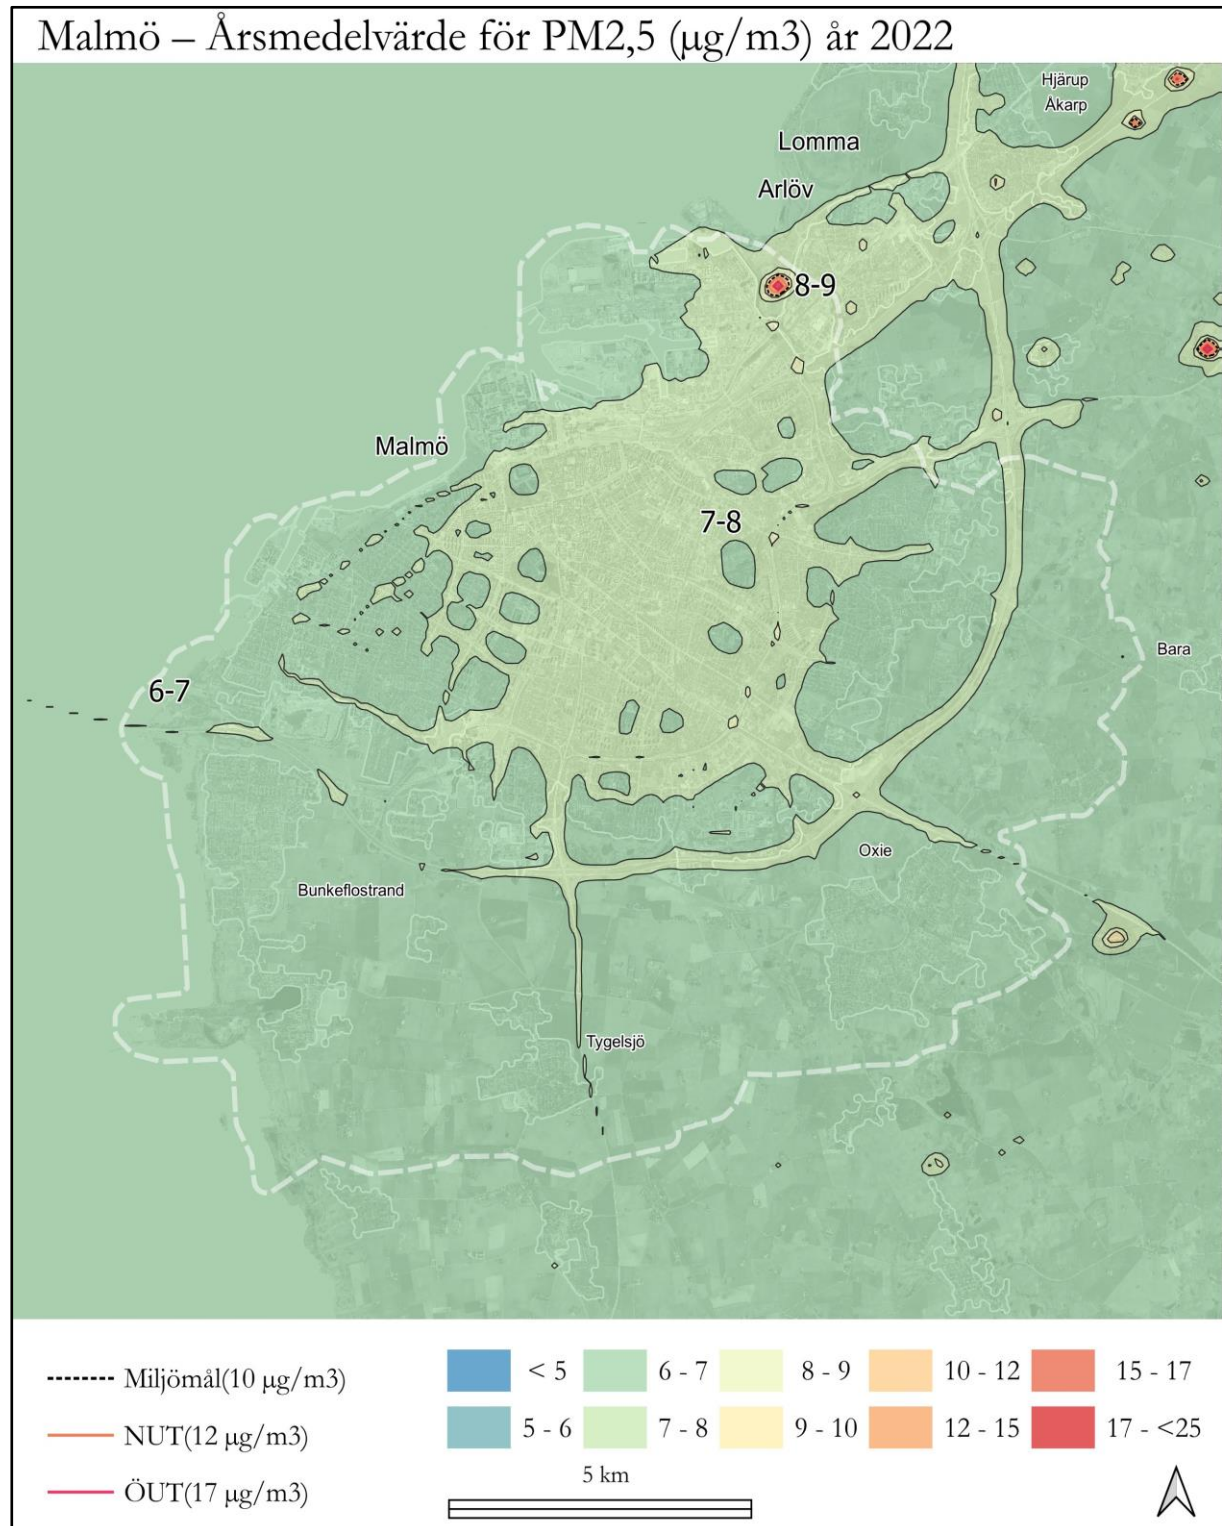 Malmö – Årsmedelvärde för PM2,5 (µg/m3) år 2022
Hjärup
Åkarp
Lomma
Arlöv
8-9
Malmö
7-8
Bara
6-7
Oxie
Bunkeflostrand
Tygelsjö
Miljömål(10 µg/m3)
NUT(12 µg/m3)
ÖUT(17 µg/m3)
< 5
6 - 7
8 - 9
10 - 12
15 - 17
5 - 6
7 - 8
9 - 10
12 - 15
17 - <25
5 km